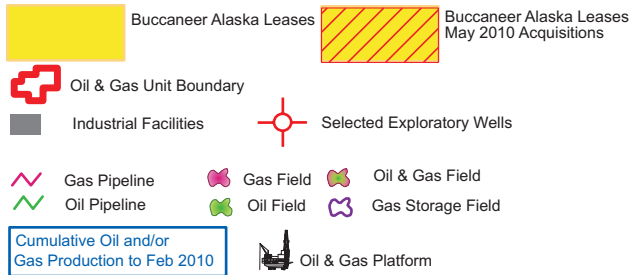 Buccaneer Alaska Leases
Buccaneer Alaska Leases
May 2010 Acquisitions
Oil & Gas Unit Boundary
Industrial Facilities
Selected Exploratory Wells
Gas Pipeline
Gas Field
Oil & Gas Field
Oil Pipeline
Oil Field
Gas Storage Field
Cumulative Oil and/or
Gas Production to Feb 2010
Oil & Gas Platform